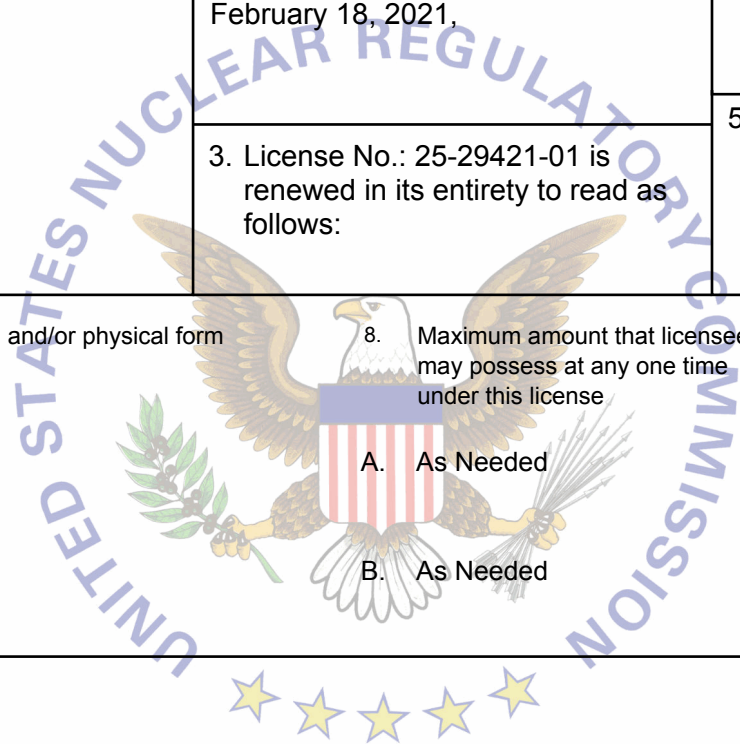 February 18, 2021,
5
3. License No.: 25-29421-01 is
renewed in its entirety to read as
follows:
and/or physical form
8. Maximum amount that licensee
may possess at any one time
under this license
A. As Needed
B. As Needed
UNITED STATES NUCLEAR REGULATORY COMMISSION